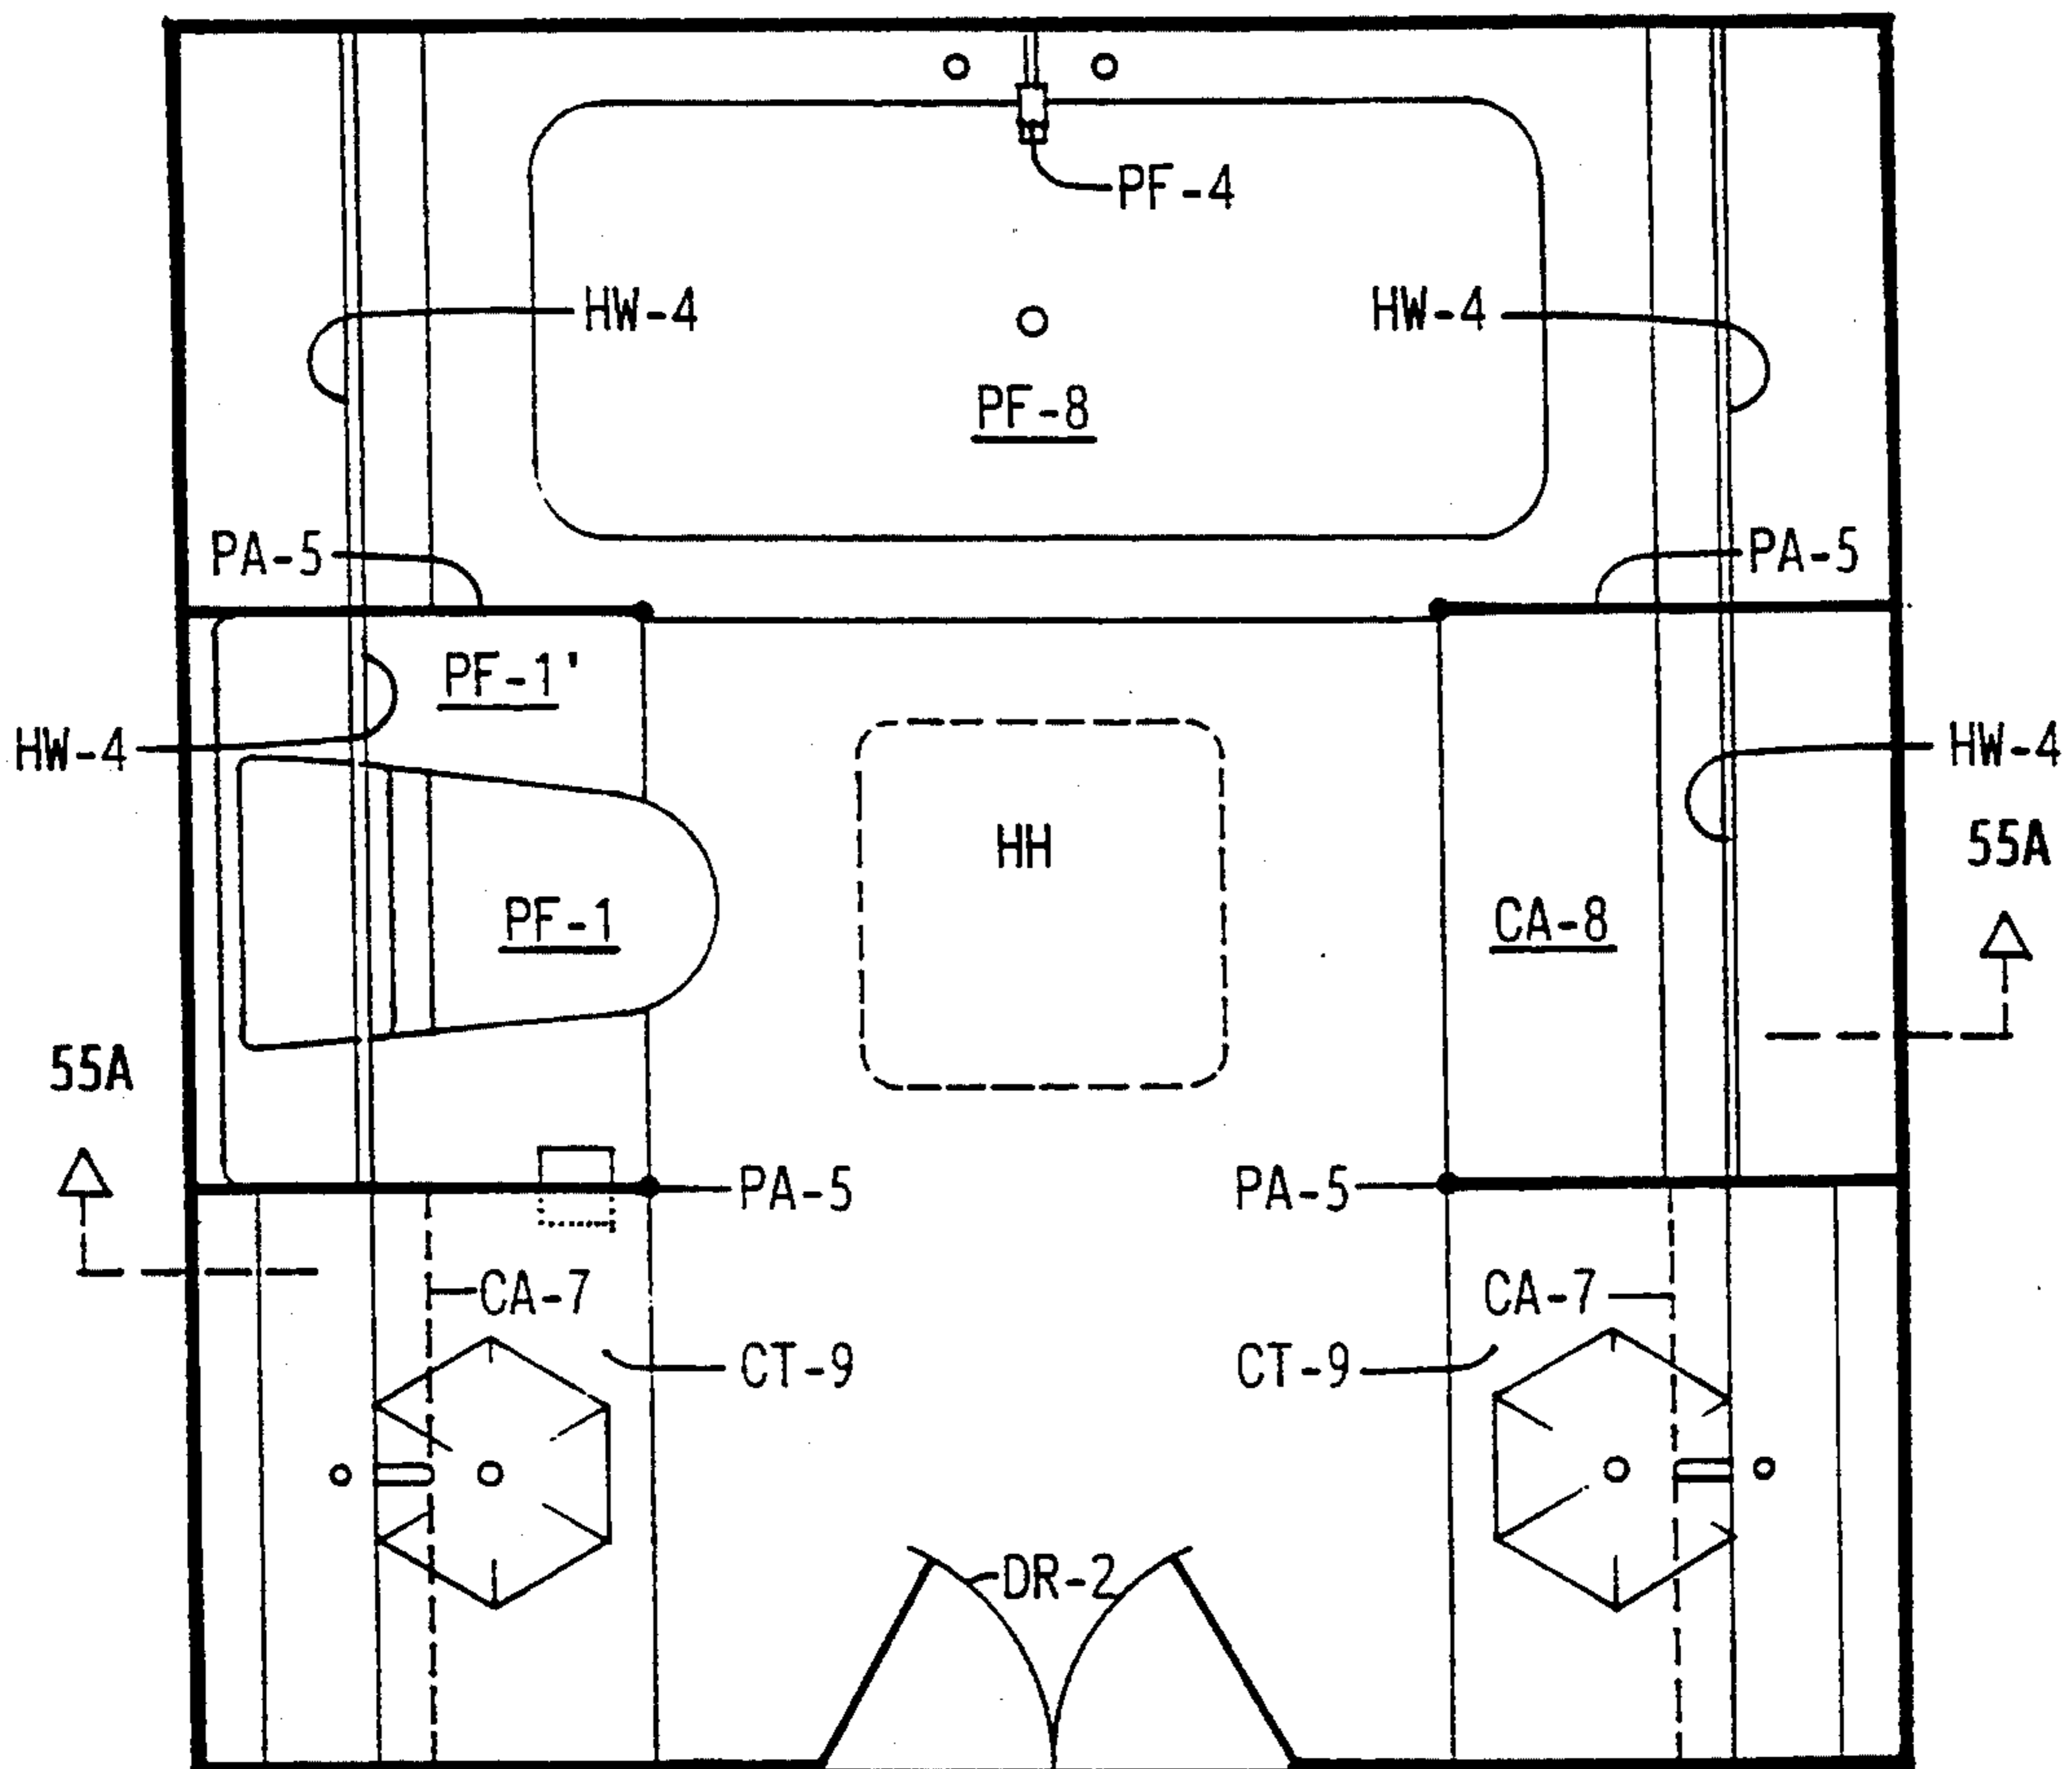 PF-4
HW-4
HW-4
PF-8
PA-5
PA-5
PF-1'
HW-4
HW-4
HH
55A
PF-1
CA-8
55A
PA-5
PA-5
CA-7
CA-7
CT-9
CT-9
DR-2